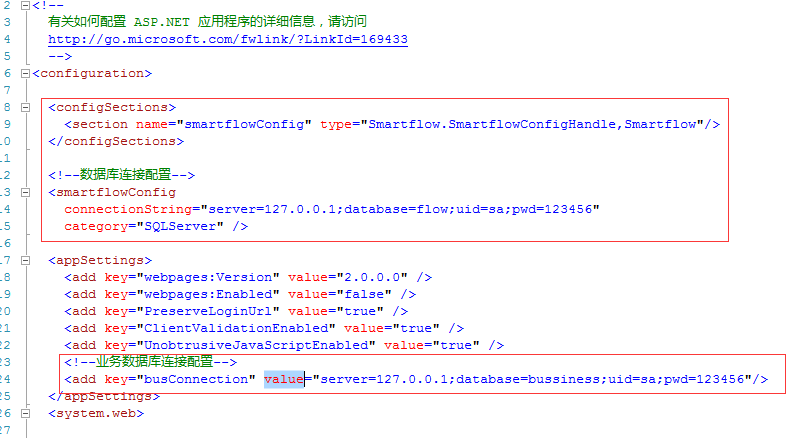 2 <!--
3 有关如何配置 ASP.NET 应用程序的详细信息，请访问
4 http://go.microsoft.com/fwlink/?LinkId=169433
5 -->
6 <configuration>
7
8 <configSections>
9 <section name="smartflowConfig" type="Smartflow.SmartflowConfigHandle,Smartflow"/>
10 </configSections>
11
12 <!--数据库连接配置-->
13 <smartflowConfig
14 connectionString="server=127.0.0.1;database=flow;uid=sa;pwd=123456"
15 category="SQLServer" />
16
17 <appSettings>
18 <add key="webpages:Version" value="2.0.0.0" />
19 <add key="webpages:Enabled" value="false" />
20 <add key="PreserveLoginUrl" value="true" />
21 <add key="ClientValidationEnabled" value="true" />
22 <add key="UnobtrusiveJavaScriptEnabled" value="true" />
23 <!--业务数据库连接配置-->
24 <add key="busConnection" value="server=127.0.0.1;database=bussiness;uid=sa;pwd=123456"/>
25 </appSettings>
26 <system.web>
27